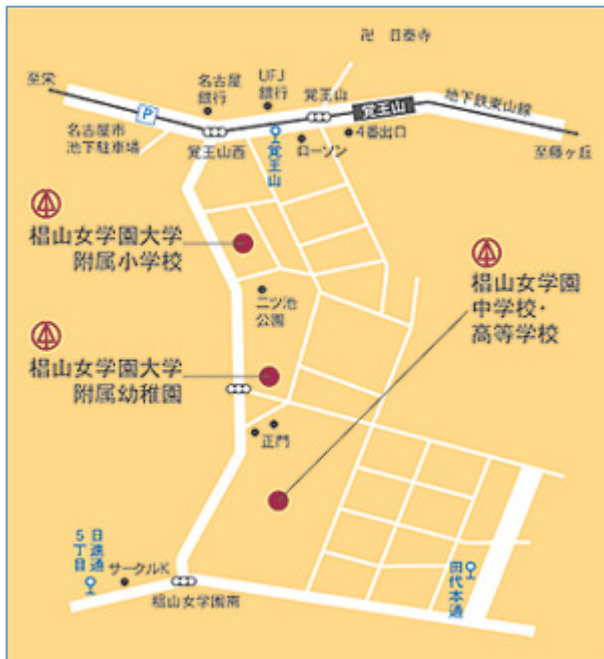 卍 日泰寺
至栄
名古屋
銀行
UFJ
銀行
覚王山
覚王山
地下鉄東山線
P
名古屋市
池下駐車場
覚王山西
覚王山
ローソン
4番出口
至藤ヶ丘
椙山女学園大学
附属小学校
椙山女学園
中学校・
高等学校
二ツ池
公園
椙山女学園大学
附属幼稚園
正門
日進通
5丁目
サークルK
椙山女学園南
田代本通